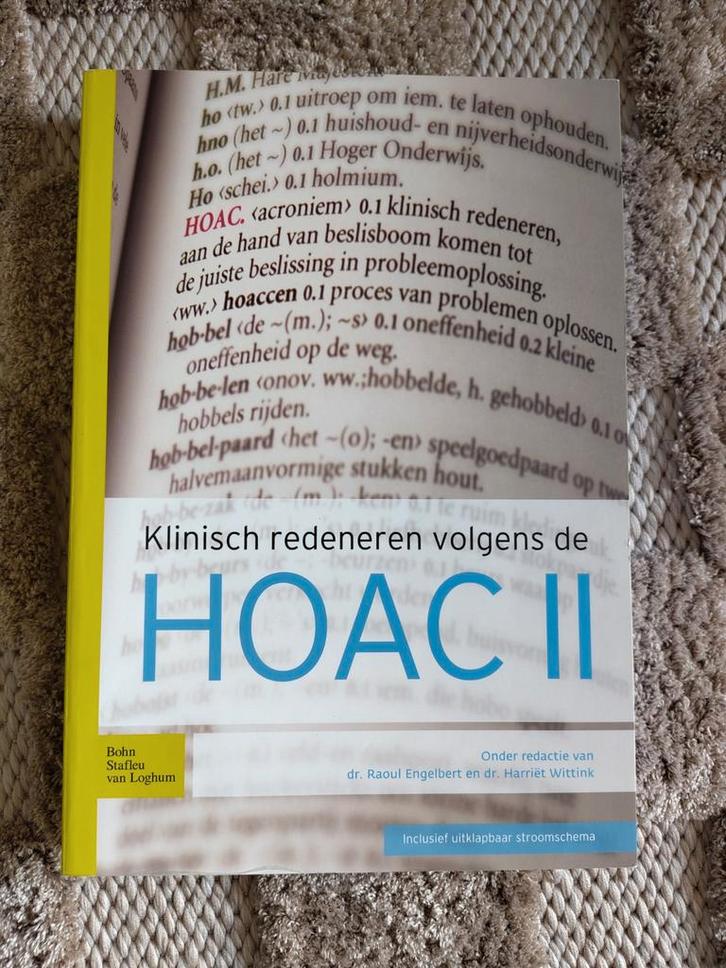 H.M. Hare Majesteit
ho ‹tw.› 0.1 uitroep om iem. te laten ophouden.
hno (het ~) 0.1 huishoud- en nijverheidsonderwij
h.o. (het ~) 0.1 Hoger Onderwijs.
Ho ‹schei.› 0.1 holmium.
HOAC. ‹acroniem› 0.1 klinisch redeneren,
aan de hand van beslisboom komen tot
de juiste beslissing in probleemoplossing.
‹ww.› hoaccen 0.1 proces van problemen oplossen.
hob·bel ‹de ~(m.); ~s› 0.1 oneffenheid 0.2 kleine
oneffenheid op de weg.
hob·be·len ‹onov. ww.;hobbelde, h. gehobbeld› 0.1 o
hobbels rijden.
hob·bel·paard ‹het ~(o); -en› speelgoedpaard op twe
halvemaanvormige stukken hout.
Klinisch redeneren volgens de
HOAC II
Bohn
Stafleu
van Loghum
Onder redactie van
dr. Raoul Engelbert en dr. Harriët Wittink
Inclusief uitklapbaar stroomschema